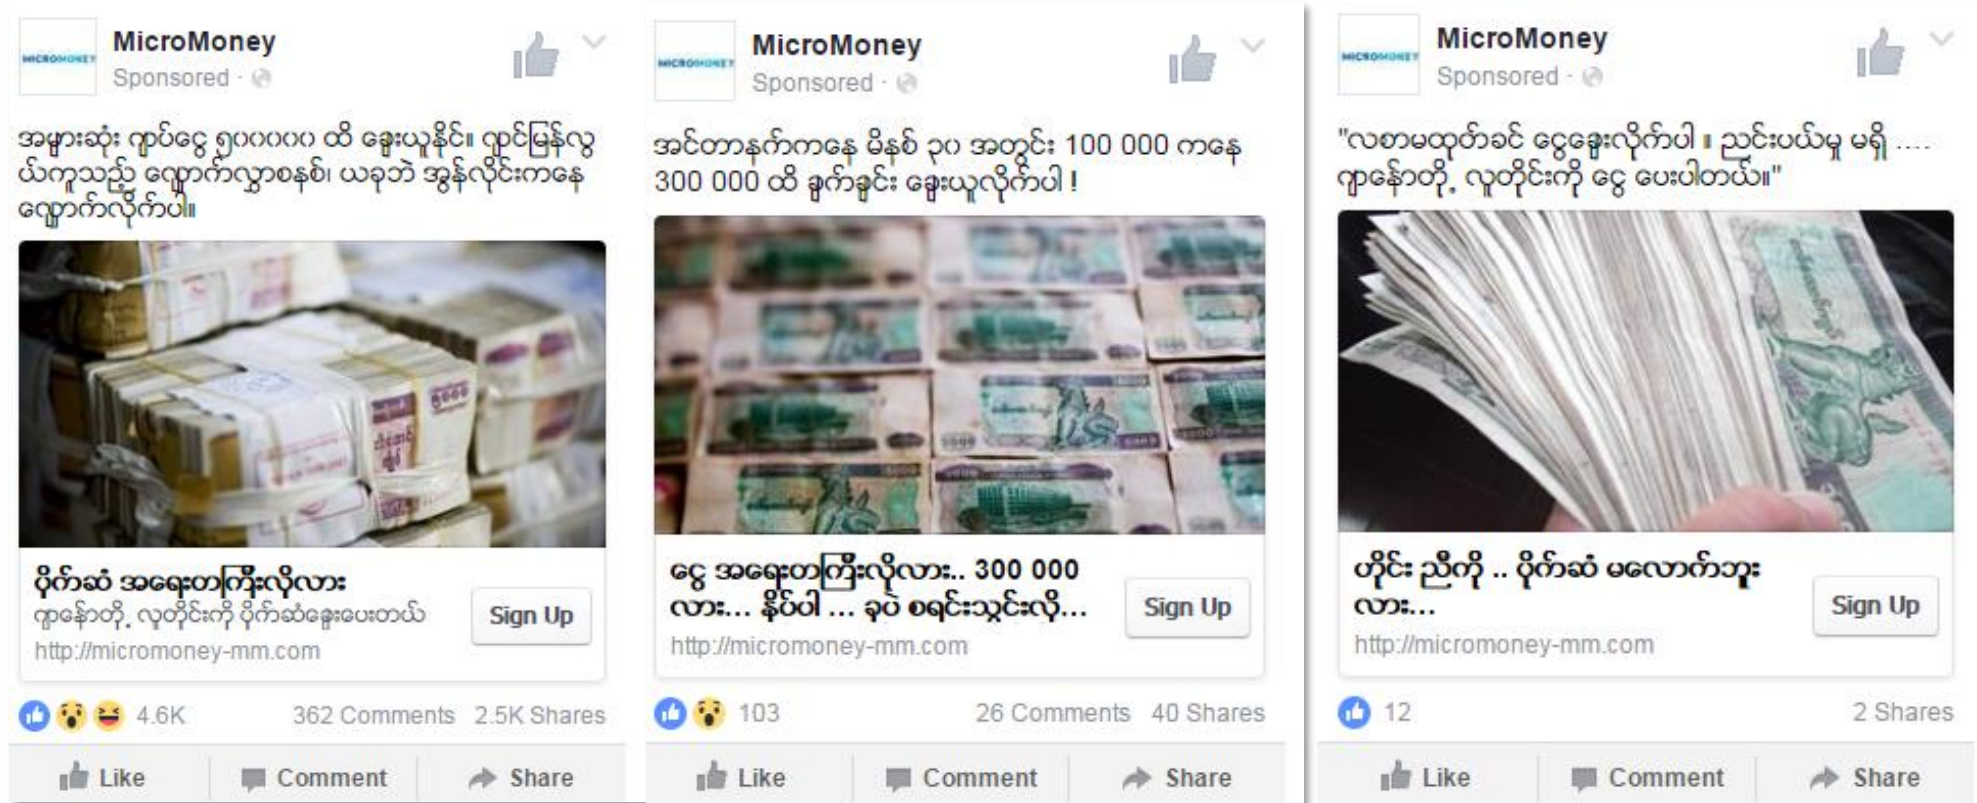 MICROMONEY
MicroMoney
Sponsored ·
အများဆုံး ကျပ်ငွေ ၅၀၀၀၀၀ ထိ ချေးယူနိုင်။ လျင်မြန်လွ
ယ်ကူသည့် လျှောက်လွှာစနစ်၊ ယခုဘဲ အွန်လိုင်းကနေ
လျှောက်လိုက်ပါ။
ပိုက်ဆံ အရေးတကြီးလိုလား
ကျနော်တို့ လူတိုင်းကို ပိုက်ဆံချေးပေးတယ်
http://micromoney-mm.com
Sign Up
4.6K
362 Comments
2.5K Shares
Like
Comment
Share
MICROMONEY
MicroMoney
Sponsored ·
အင်တာနက်ကနေ မိနစ် ၃၀ အတွင်း 100 000 ကနေ
300 000 ထိ ချက်ချင်း ချေးယူလိုက်ပါ !
ငွေ အရေးတကြီးလိုလား.. 300 000
လား... နှိပ်ပါ ... ခုပဲ စရင်းသွင်းလို...
http://micromoney-mm.com
Sign Up
103
26 Comments
40 Shares
Like
Comment
Share
MICROMONEY
MicroMoney
Sponsored ·
"လစာမထုတ်ခင် ငွေချေးလိုက်ပါ ။ ညင်းပယ်မှု မရှိ ....
ကျနော်တို့ လူတိုင်းကို ငွေ ပေးပါတယ်။"
ဟိုင်း ညီကို .. ပိုက်ဆံ မလောက်ဘူး
လား...
http://micromoney-mm.com
Sign Up
12
2 Shares
Like
Comment
Share